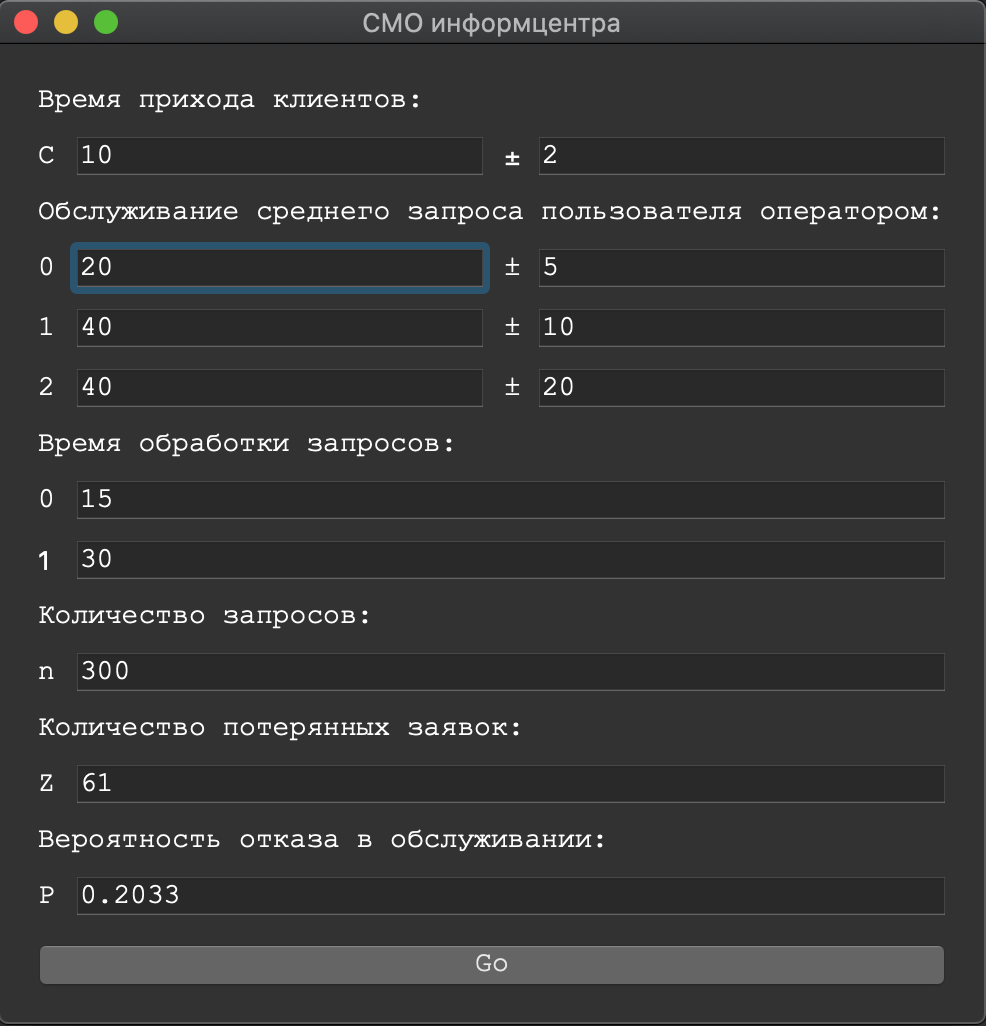 СМО информцентра
Время прихода клиентов:
C 10 ± 2
Обслуживание среднего запроса пользователя оператором:
0 20 ± 5
1 40 ± 10
2 40 ± 20
Время обработки запросов:
0 15
1 30
Количество запросов:
n 300
Количество потерянных заявок:
Z 61
Вероятность отказа в обслуживании:
P 0.2033
Go